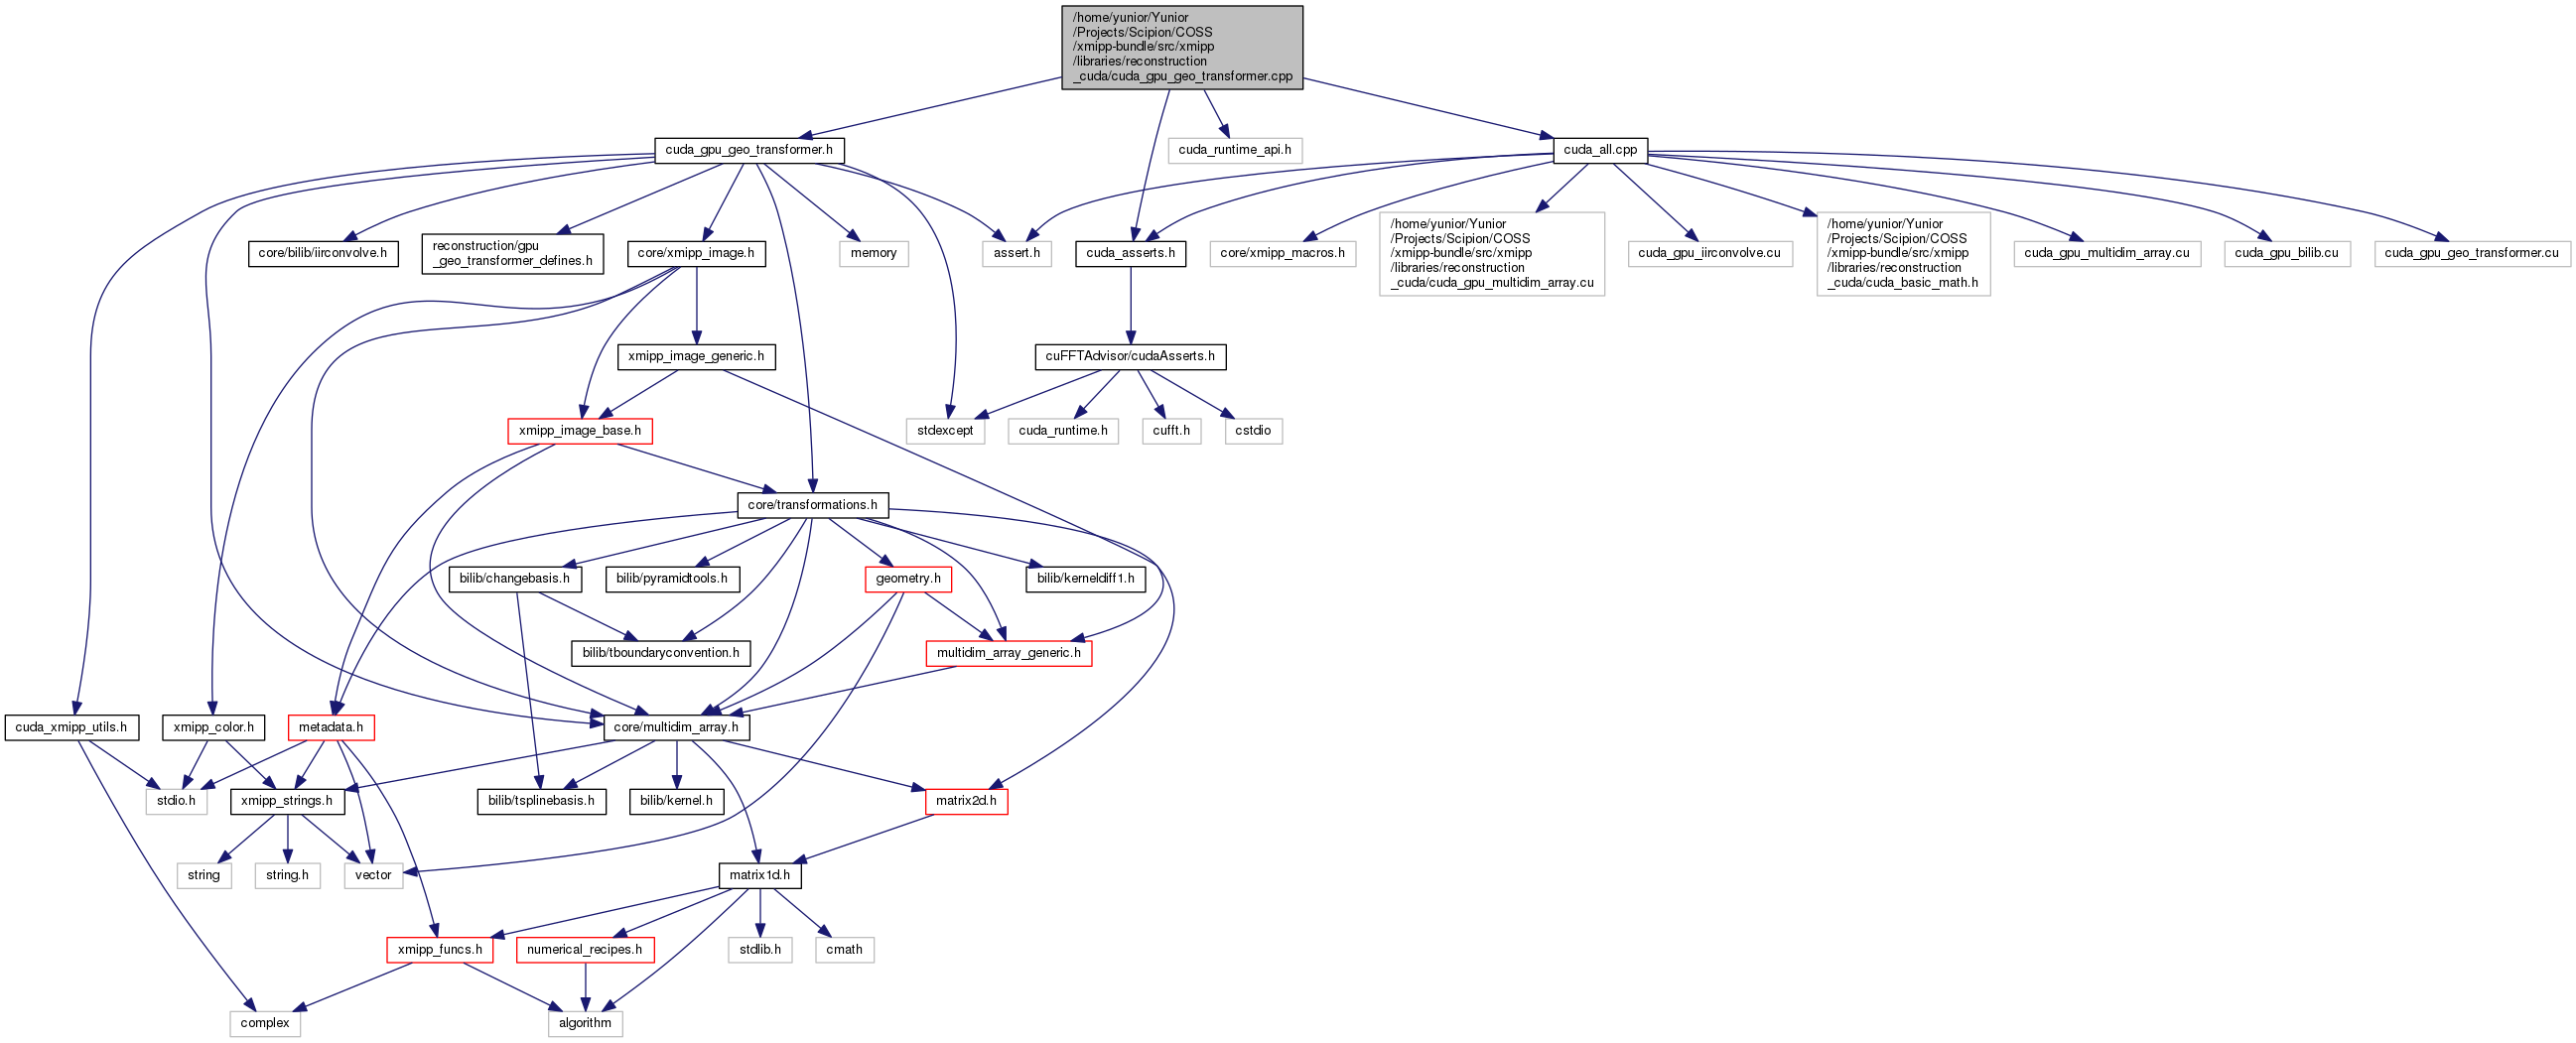 /home/yunior/Yunior
/Projects/Scipion/COSS
/xmipp-bundle/src/xmipp
/libraries/reconstruction
_cuda/cuda_gpu_geo_transformer.cpp
cuda_gpu_geo_transformer.h
cuda_runtime_api.h
cuda_all.cpp
core/bilib/iirconvolve.h
reconstruction/gpu
_geo_transformer_defines.h
core/xmipp_image.h
memory
assert.h
cuda_asserts.h
core/xmipp_macros.h
/home/yunior/Yunior
/Projects/Scipion/COSS
/xmipp-bundle/src/xmipp
/libraries/reconstruction
_cuda/cuda_gpu_multidim_array.cu
cuda_gpu_iirconvolve.cu
/home/yunior/Yunior
/Projects/Scipion/COSS
/xmipp-bundle/src/xmipp
/libraries/reconstruction
_cuda/cuda_basic_math.h
cuda_gpu_multidim_array.cu
cuda_gpu_bilib.cu
cuda_gpu_geo_transformer.cu
xmipp_image_generic.h
cuFFTAdvisor/cudaAsserts.h
xmipp_image_base.h
stdexcept
cuda_runtime.h
cufft.h
cstdio
core/transformations.h
bilib/changebasis.h
bilib/pyramidtools.h
geometry.h
bilib/kerneldiff1.h
bilib/tboundaryconvention.h
multidim_array_generic.h
cuda_xmipp_utils.h
xmipp_color.h
metadata.h
core/multidim_array.h
stdio.h
xmipp_strings.h
bilib/tsplinebasis.h
bilib/kernel.h
matrix2d.h
string
string.h
vector
matrix1d.h
xmipp_funcs.h
numerical_recipes.h
stdlib.h
cmath
complex
algorithm